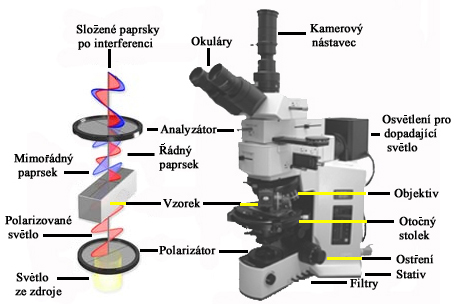 Složené paprsky
po interferenci
Okuláry
Kamerový
nástavec
Analyzátor
Osvětlení pro
dopadající
světlo
Řádný
paprsek
Mimořádný
paprsek
Vzorek
Objektiv
Polarizované
světlo
Otočný
stolek
Polarizátor
Ostření
Světlo
ze zdroje
Stativ
Filtry